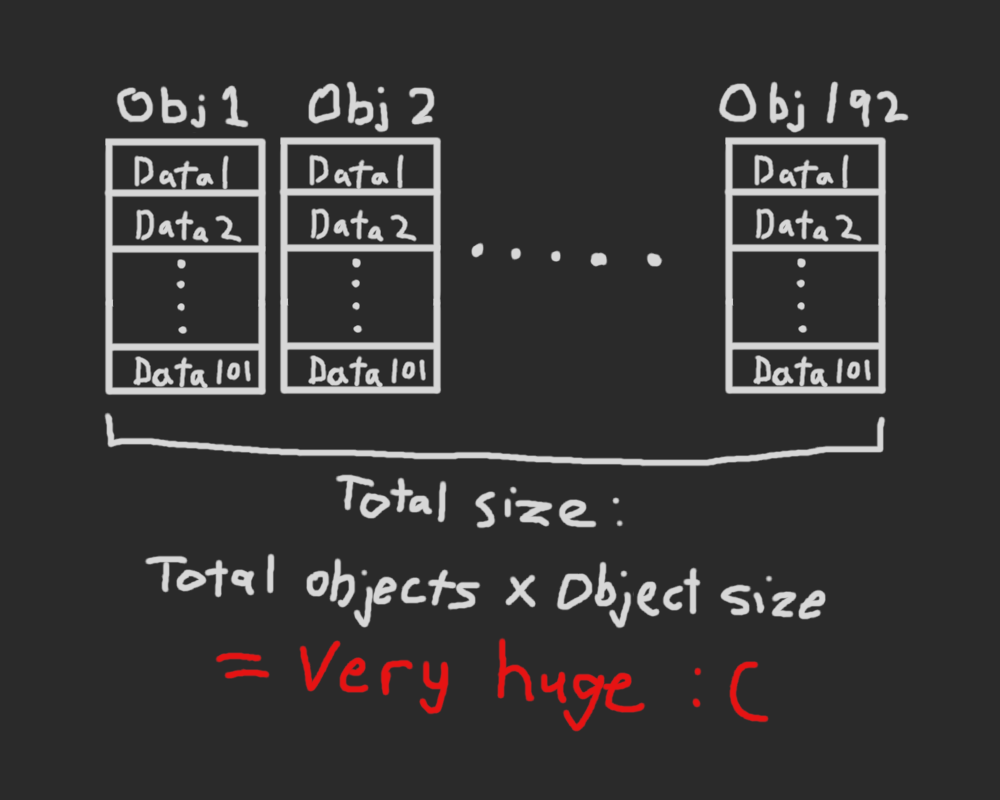 Obj 1 Obj 2 Obj 192
Data1 Data1 Data1
Data2 Data2 Data2
Data101 Data101 Data101
Total size:
Total objects x Object size
= Very huge :(